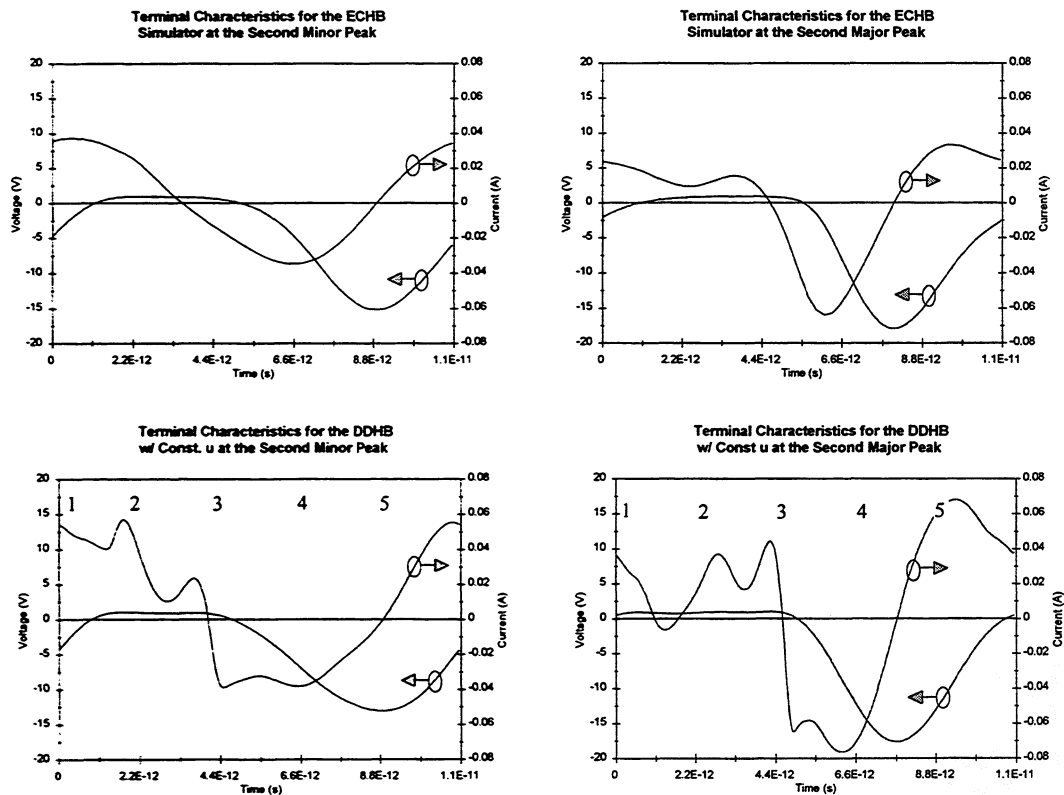 Terminal Characteristics for the ECHB
Simulator at the Second Minor Peak
20
15
10
5
0
-5
-10
-15
-20
Voltage (V)
0.08
0.06
0.04
0.02
0
-0.02
-0.04
-0.06
-0.08
Current (A)
0
2.2E-12
4.4E-12
6.6E-12
8.8E-12
1.1E-11
Time (s)
Terminal Characteristics for the ECHB
Simulator at the Second Major Peak
20
15
10
5
0
-5
-10
-15
-20
Voltage (V)
0.08
0.06
0.04
0.02
0
-0.02
-0.04
-0.06
-0.08
Current (A)
0
2.2E-12
4.4E-12
6.6E-12
8.8E-12
1.1E-11
Time (s)
Terminal Characteristics for the DDHB
w/ Const. u at the Second Minor Peak
20
15
10
5
0
-5
-10
-15
-20
Voltage (V)
1 2 3 4 5
0.08
0.06
0.04
0.02
0
-0.02
-0.04
-0.06
-0.08
Current (A)
0
2.2E-12
4.4E-12
6.6E-12
8.8E-12
1.1E-11
Time (s)
Terminal Characteristics for the DDHB
w/ Const u at the Second Major Peak
20
15
10
5
0
-5
-10
-15
-20
Voltage (V)
1 2 3 4 5
0.08
0.06
0.04
0.02
0
-0.02
-0.04
-0.06
-0.08
Current (A)
0
2.2E-12
4.4E-12
6.6E-12
8.8E-12
1.1E-11
Time (s)